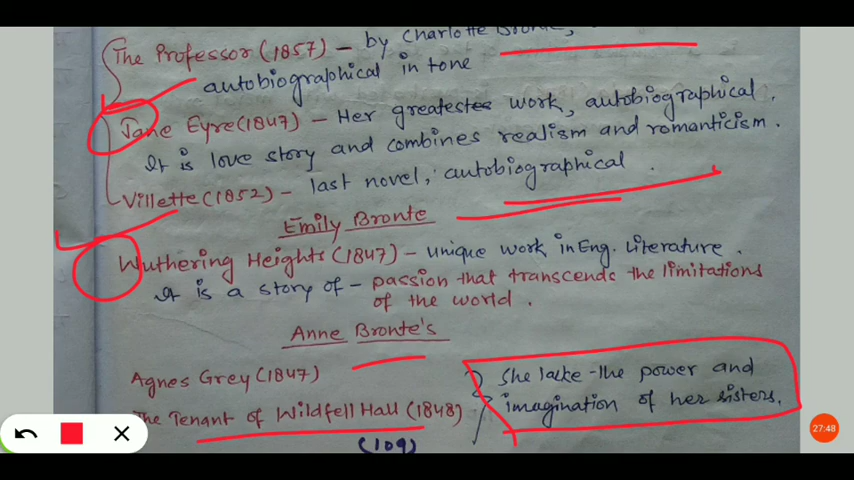 The Professor (1857) - by Charlotte Bronte,
autobiographical in tone
Jane Eyre (1847) - Her greatest work, autobiographical.
It is love story and combines realism and romanticism.
Villette (1852) - last novel, autobiographical.
Emily Bronte
Wuthering Heights (1847) - unique work in Eng. Literature.
It is a story of - passion that transcends the limitations
of the world.
Anne Bronte's
Agnes Grey (1847)
The Tenant of Wildfell Hall (1848)
She lacke the power and
imagination of her sisters.
(109)
27:48